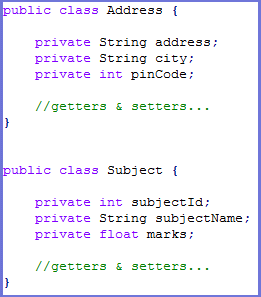 public class Address {
private String address;
private String city;
private int pinCode;
//getters & setters...
}
public class Subject {
private int subjectId;
private String subjectName;
private float marks;
//getters & setters...
}